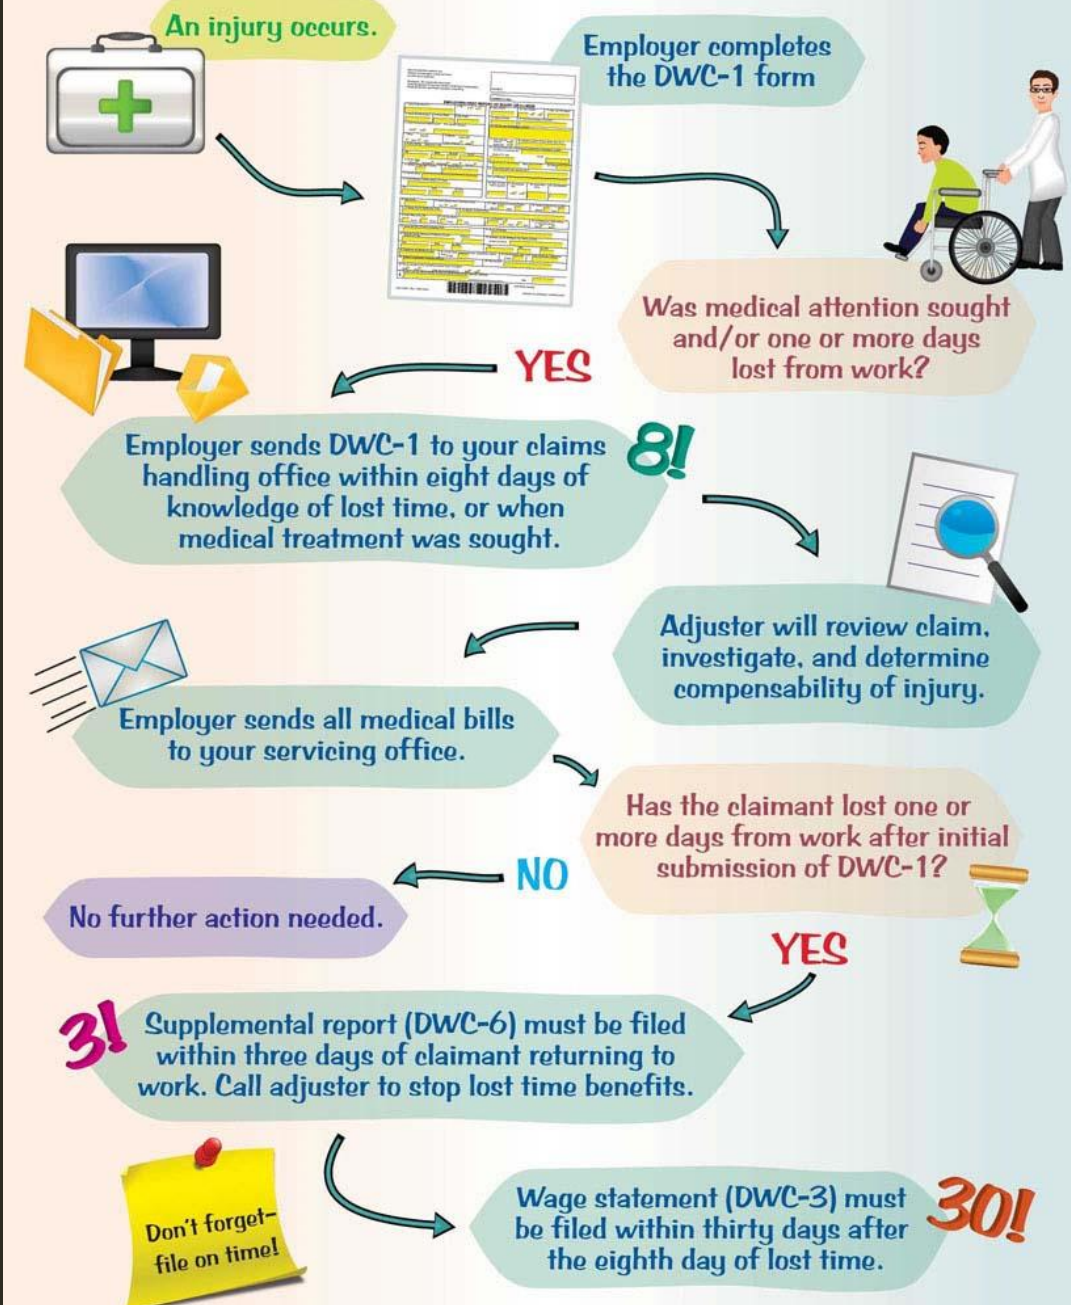 An injury occurs.
Employer completes
the DWC-1 form
Was medical attention sought
and/or one or more days
lost from work?
YES
Employer sends DWC-1 to your claims
handling office within eight days of
knowledge of lost time, or when
medical treatment was sought.
8!
Adjuster will review claim,
investigate, and determine
compensability of injury.
Employer sends all medical bills
to your servicing office.
Has the claimant lost one or
more days from work after initial
submission of DWC-1?
NO
No further action needed.
YES
3!
Supplemental report (DWC-6) must be filed
within three days of claimant returning to
work. Call adjuster to stop lost time benefits.
Don't forget-
file on time!
Wage statement (DWC-3) must
be filed within thirty days after
the eighth day of lost time.
30!